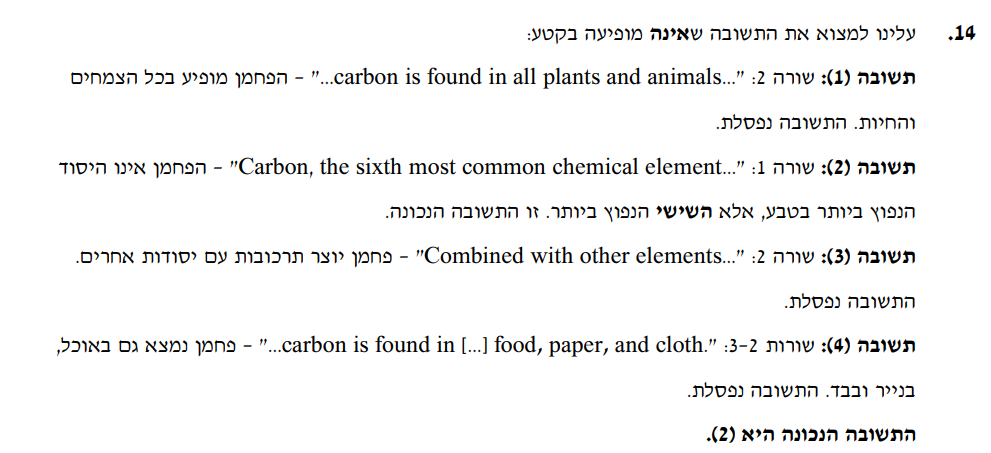 14. עלינו למצוא את התשובה שאינה מופיעה בקטע:
תשובה (1): שורה 2: "...carbon is found in all plants and animals..." – הפחמן מופיע בכל הצמחים
והחיות. התשובה נפסלת.
תשובה (2): שורה 1: "...Carbon, the sixth most common chemical element" – הפחמן אינו היסוד
הנפוץ ביותר בטבע, אלא השישי הנפוץ ביותר. זו התשובה הנכונה.
תשובה (3): שורה 2: "...Combined with other elements" – פחמן יוצר תרכובות עם יסודות אחרים.
התשובה נפסלת.
תשובה (4): שורות 2–3: "...carbon is found in [...] food, paper, and cloth." – פחמן נמצא גם באוכל,
בנייר ובבד. התשובה נפסלת.
התשובה הנכונה היא (2).